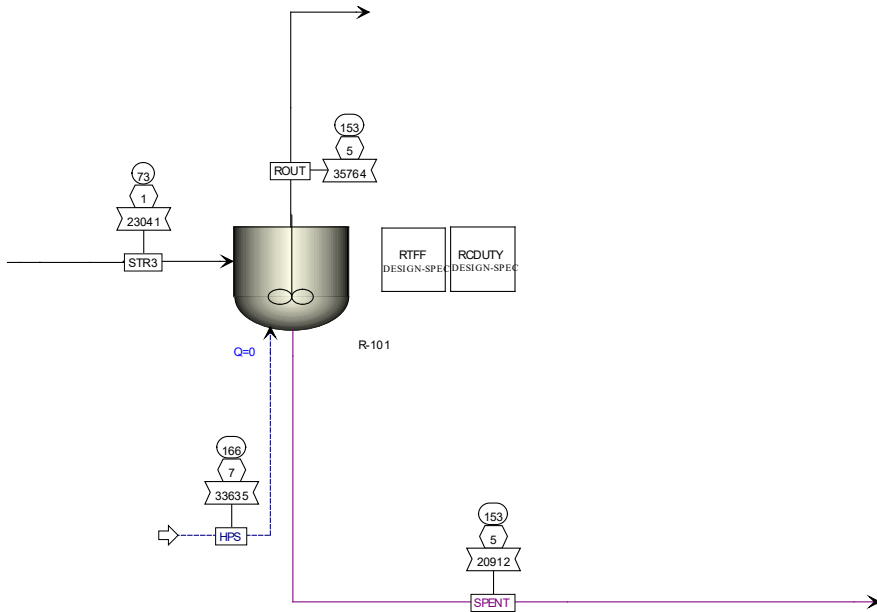 153
5
ROUT
35764
73
1
23041
STR3
RTFF
DESIGN-SPEC
RCDUTY
DESIGN-SPEC
R-101
Q=0
166
7
33635
HPS
153
5
20912
SPENT